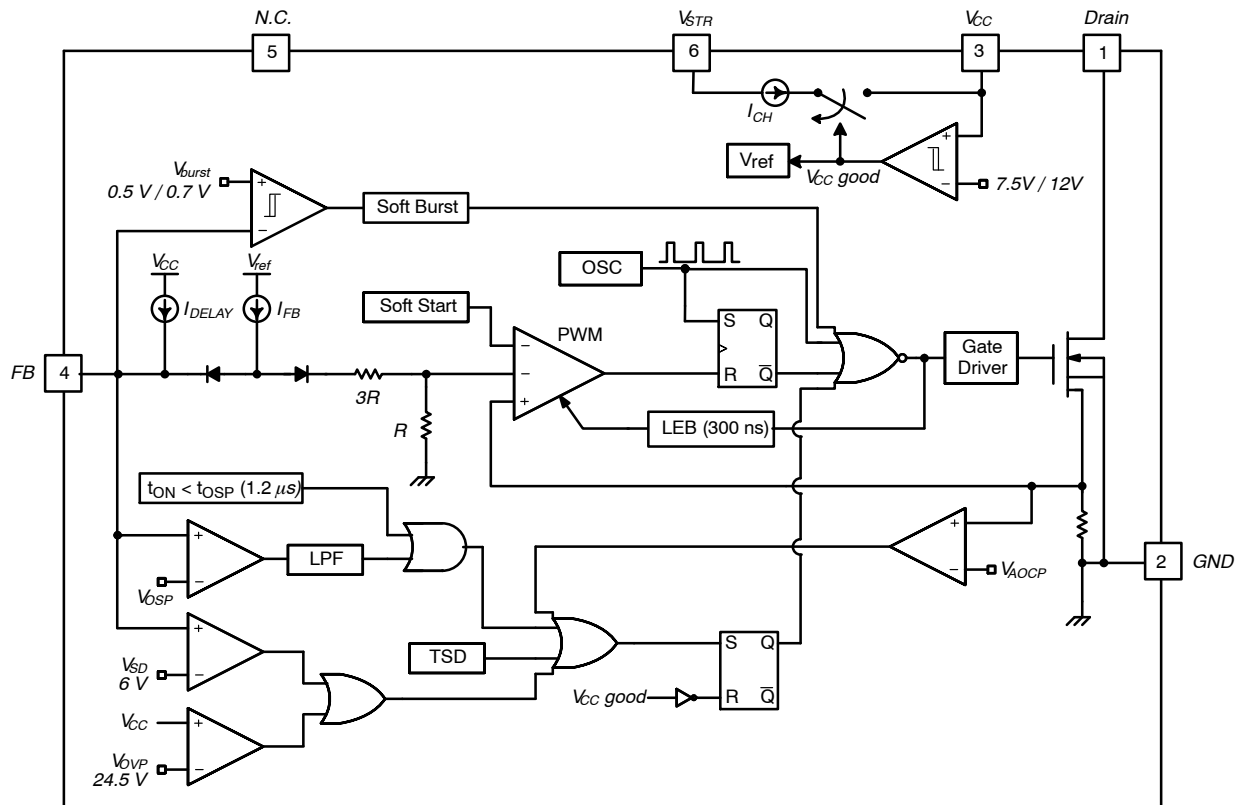 N.C.
5
VSTR
6
VCC
3
Drain
1
ICH
+
Vref
VCC good
−
7.5V / 12V
Vburst
0.5 V / 0.7 V
+
−
Soft Burst
OSC
VCC
Vref
IDELAY
IFB
Soft Start
PWM
−
−
+
S Q
R Q̅
Gate
Driver
FB
4
3R
R
LEB (300 ns)
tON < tOSP (1.2 μs)
+
−
VOSP
LPF
+
−
VAOCP
2
GND
+
−
VSD
6 V
TSD
S Q
R Q̅
VCC good
VCC
+
−
VOVP
24.5 V